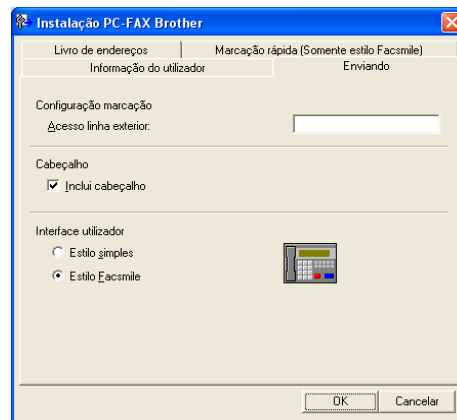 Instalação PC-FAX Brother
Livro de endereços
Marcação rápida (Somente estilo Facsmile)
Informação do utilizador
Enviando
Configuração marcação
Acesso linha exterior:
Cabeçalho
Inclui cabeçalho
Interface utilizador
Estilo simples
Estilo Facsmile
OK
Cancelar